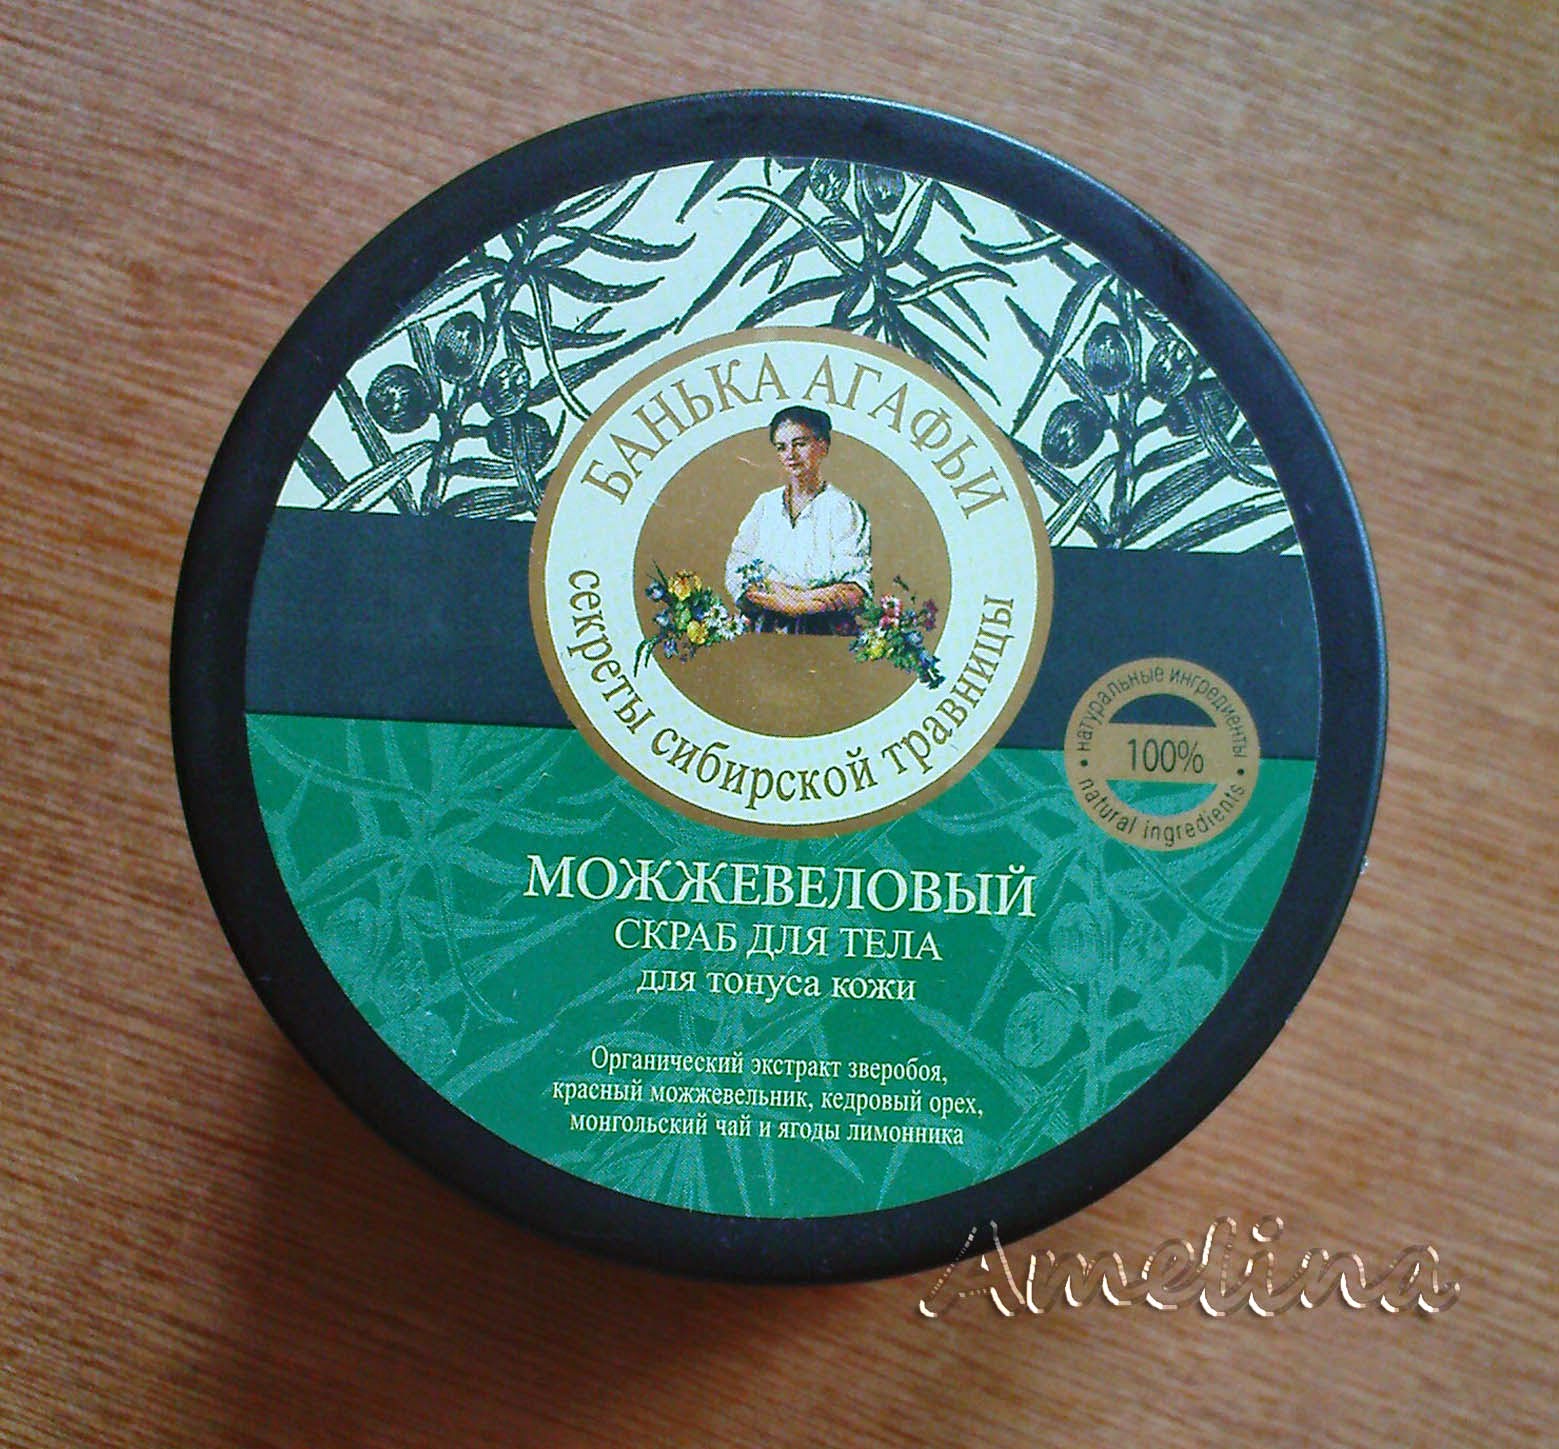 БАНЬКА АГАФЬИ
секреты сибирской травницы
натуральные ингредиенты
100%
natural ingredients
МОЖЖЕВЕЛОВЫЙ
СКРАБ ДЛЯ ТЕЛА
для тонуса кожи
Органический экстракт зверобоя,
красный можжевельник, кедровый орех,
монгольский чай и ягоды лимонника
Amelina